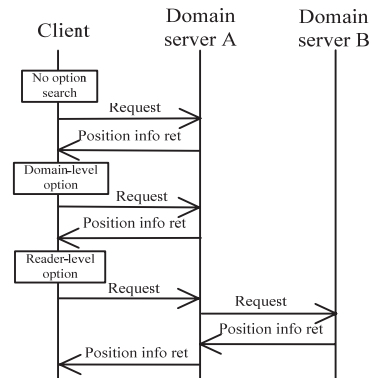 Client
Domain
server A
Domain
server B
No option
search
Request
Position info ret
Domain-level
option
Request
Position info ret
Reader-level
option
Request
Request
Position info ret
Position info ret